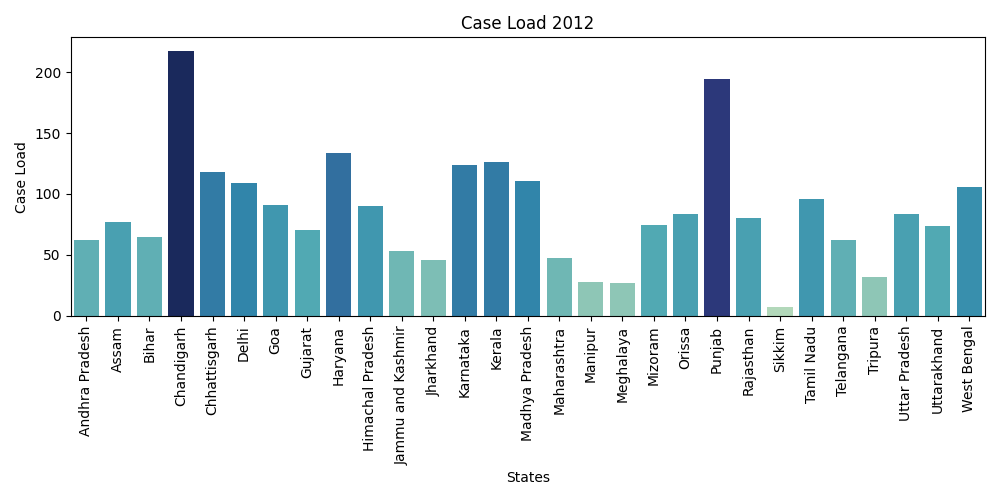 Case Load 2012
Case Load
200
150
100
50
0
Andhra Pradesh
Assam
Bihar
Chandigarh
Chhattisgarh
Delhi
Goa
Gujarat
Haryana
Himachal Pradesh
Jammu and Kashmir
Jharkhand
Karnataka
Kerala
Madhya Pradesh
Maharashtra
Manipur
Meghalaya
Mizoram
Orissa
Punjab
Rajasthan
Sikkim
Tamil Nadu
Telangana
Tripura
Uttar Pradesh
Uttarakhand
West Bengal
States